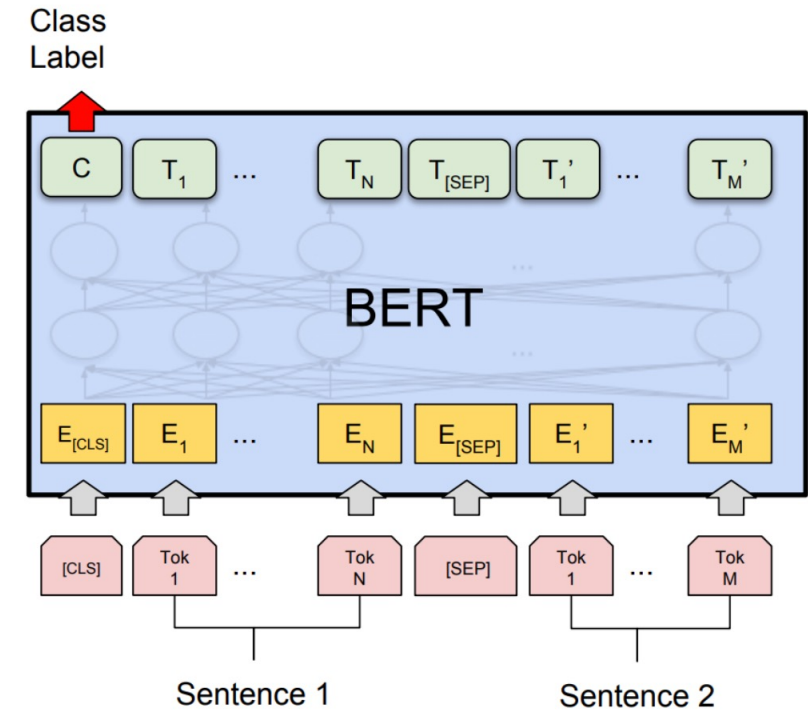 Class
Label
C T1 ... TN T[SEP] T1’ ... TM’
...
BERT
...
E[CLS] E1 ... EN E[SEP] E1’ ... EM’
[CLS] Tok 1 ... Tok N [SEP] Tok 1 ... Tok M
Sentence 1 Sentence 2